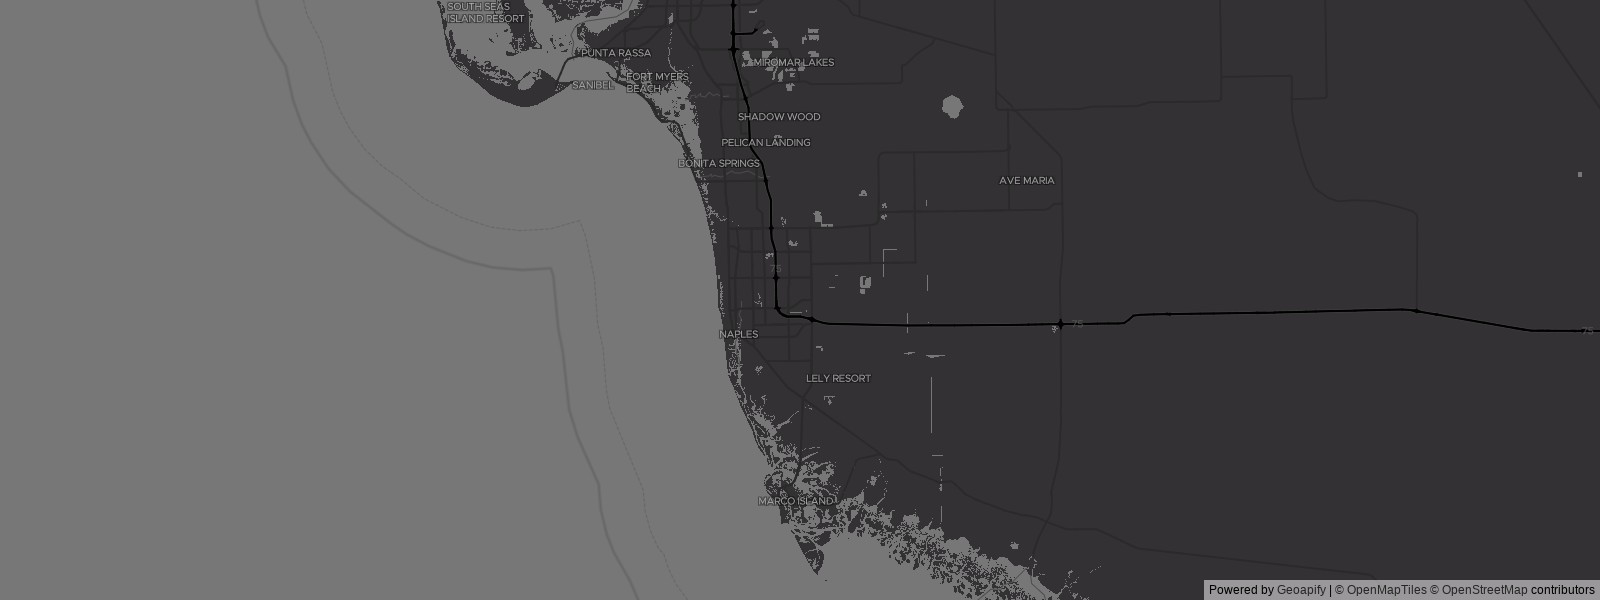 SOUTH SEAS
ISLAND RESORT
PUNTA RASSA
MIROMAR LAKES
FORT MYERS
BEACH
SANIBEL
SHADOW WOOD
PELICAN LANDING
BONITA SPRINGS
AVE MARIA
75
75
75
NAPLES
LELY RESORT
MARCO ISLAND
Powered by Geoapify | © OpenMapTiles © OpenStreetMap contributors